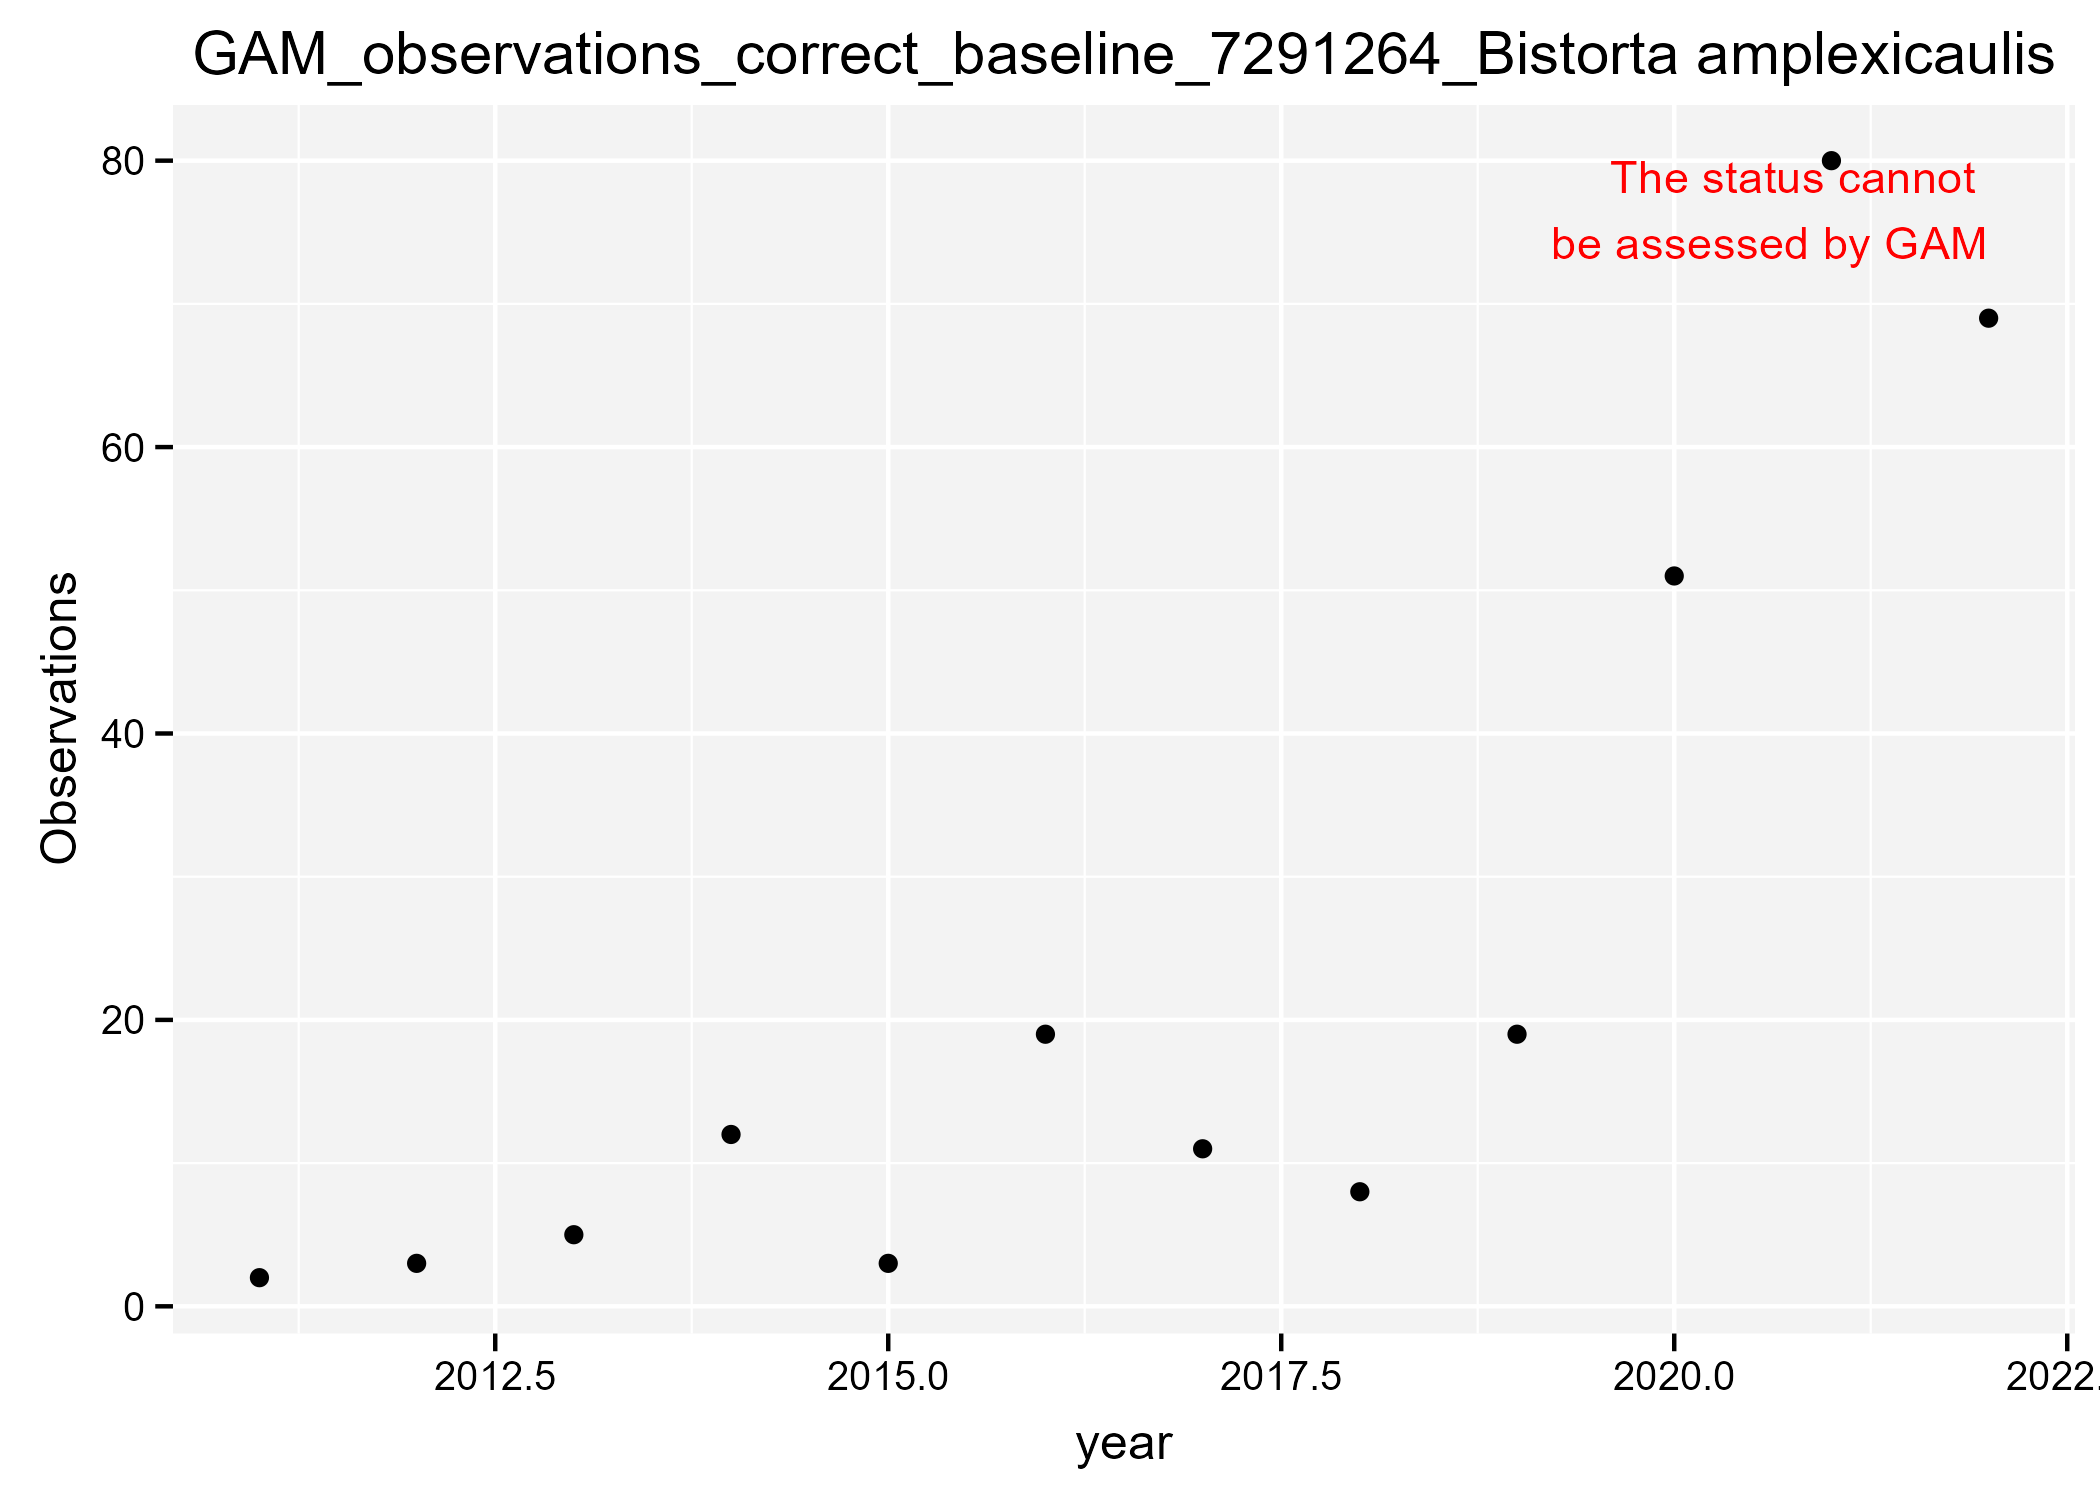 GAM_observations_correct_baseline_7291264_Bistorta amplexicaulis
80
The status cannot
be assessed by GAM
60
Observations
40
20
0
2012.5 2015.0 2017.5 2020.0 2022.
year